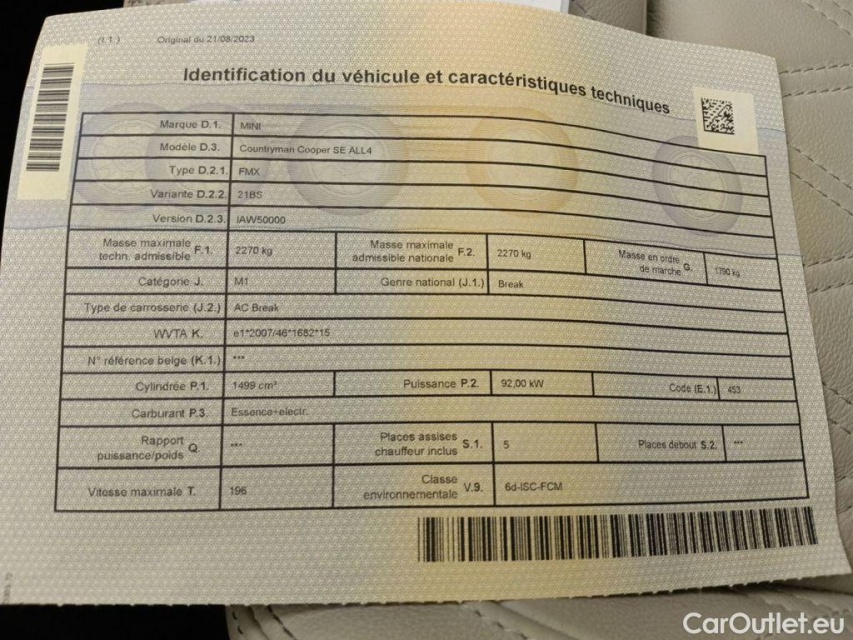 (I.1.) Original du 21/08/2023
Identification du véhicule et caractéristiques techniques
Marque D.1. MINI
Modèle D.3. Countryman Cooper SE ALL4
Type D.2.1. FMX
Variante D.2.2. 21BS
Version D.2.3. IAW50000
Masse maximale techn. admissible F.1. 2270 kg Masse maximale admissible nationale F.2. 2270 kg Masse en ordre de marche G. 1790 kg
Catégorie J. M1 Genre national (J.1.) Break
Type de carrosserie (J.2.) AC Break
WVTA K. e1*2007/46*1682*15
N° référence belge (K.1.) ***
Cylindrée P.1. 1499 cm³ Puissance P.2. 92,00 kW Code (E.1.) 453
Carburant P.3. Essence+electr.
Rapport puissance/poids Q. *** Places assises chauffeur inclus S.1. 5 Places debout S.2. ***
Vitesse maximale T. 196 Classe environnementale V.9. 6d-ISC-FCM
CarOutlet.eu